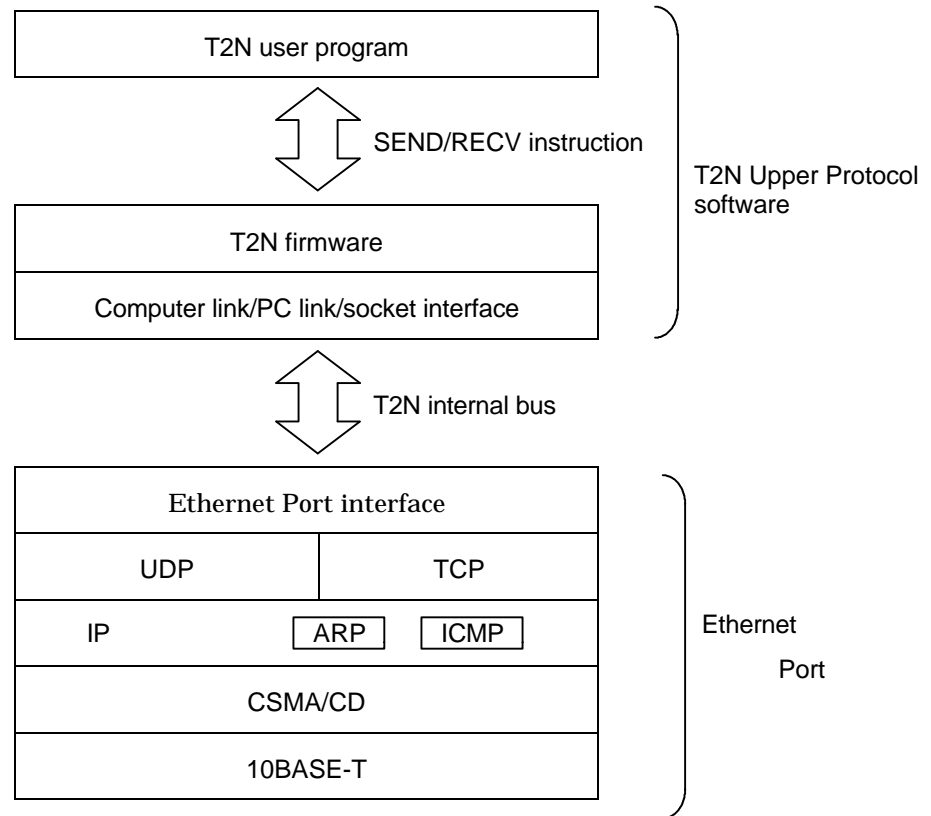 T2N user program
SEND/RECV instruction
T2N Upper Protocol
software
T2N firmware
Computer link/PC link/socket interface
T2N internal bus
Ethernet Port interface
UDP
TCP
IP
ARP
ICMP
Ethernet
Port
CSMA/CD
10BASE-T